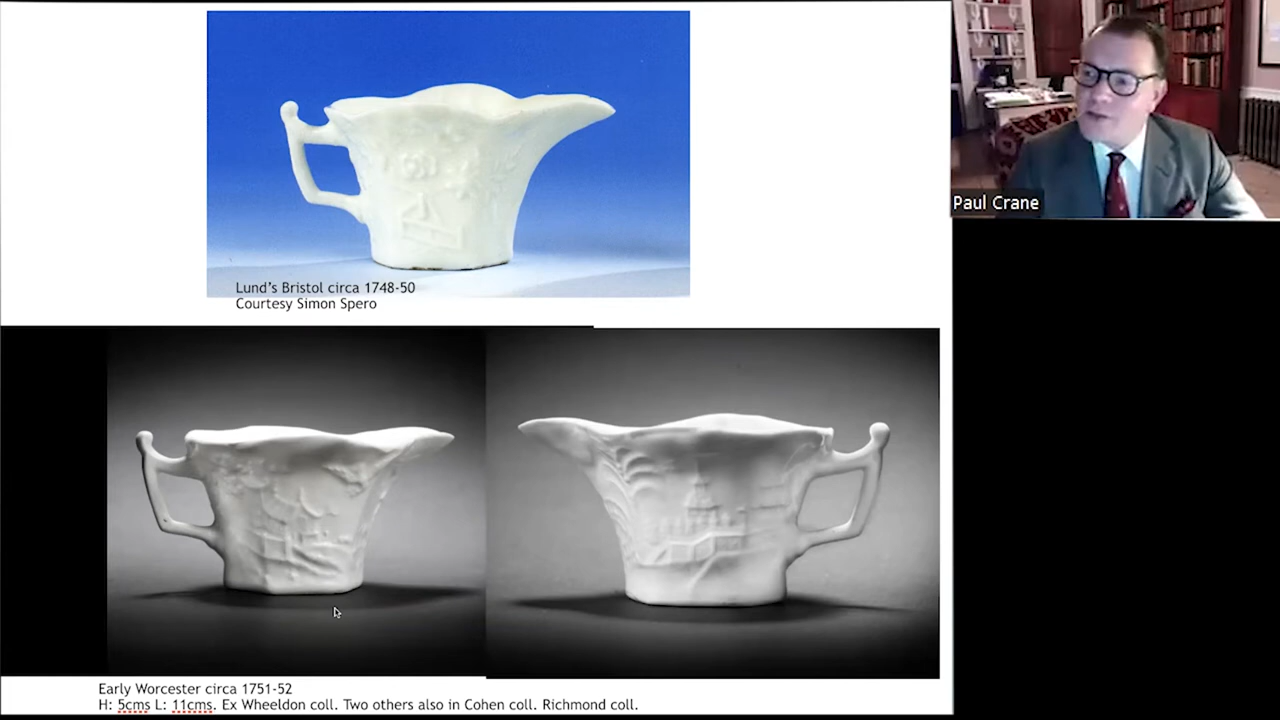 Lund's Bristol circa 1748-50
Courtesy Simon Spero
Paul Crane
Early Worcester circa 1751-52
H: 5cms L: 11cms. Ex Wheeldon coll. Two others also in Cohen coll. Richmond coll.